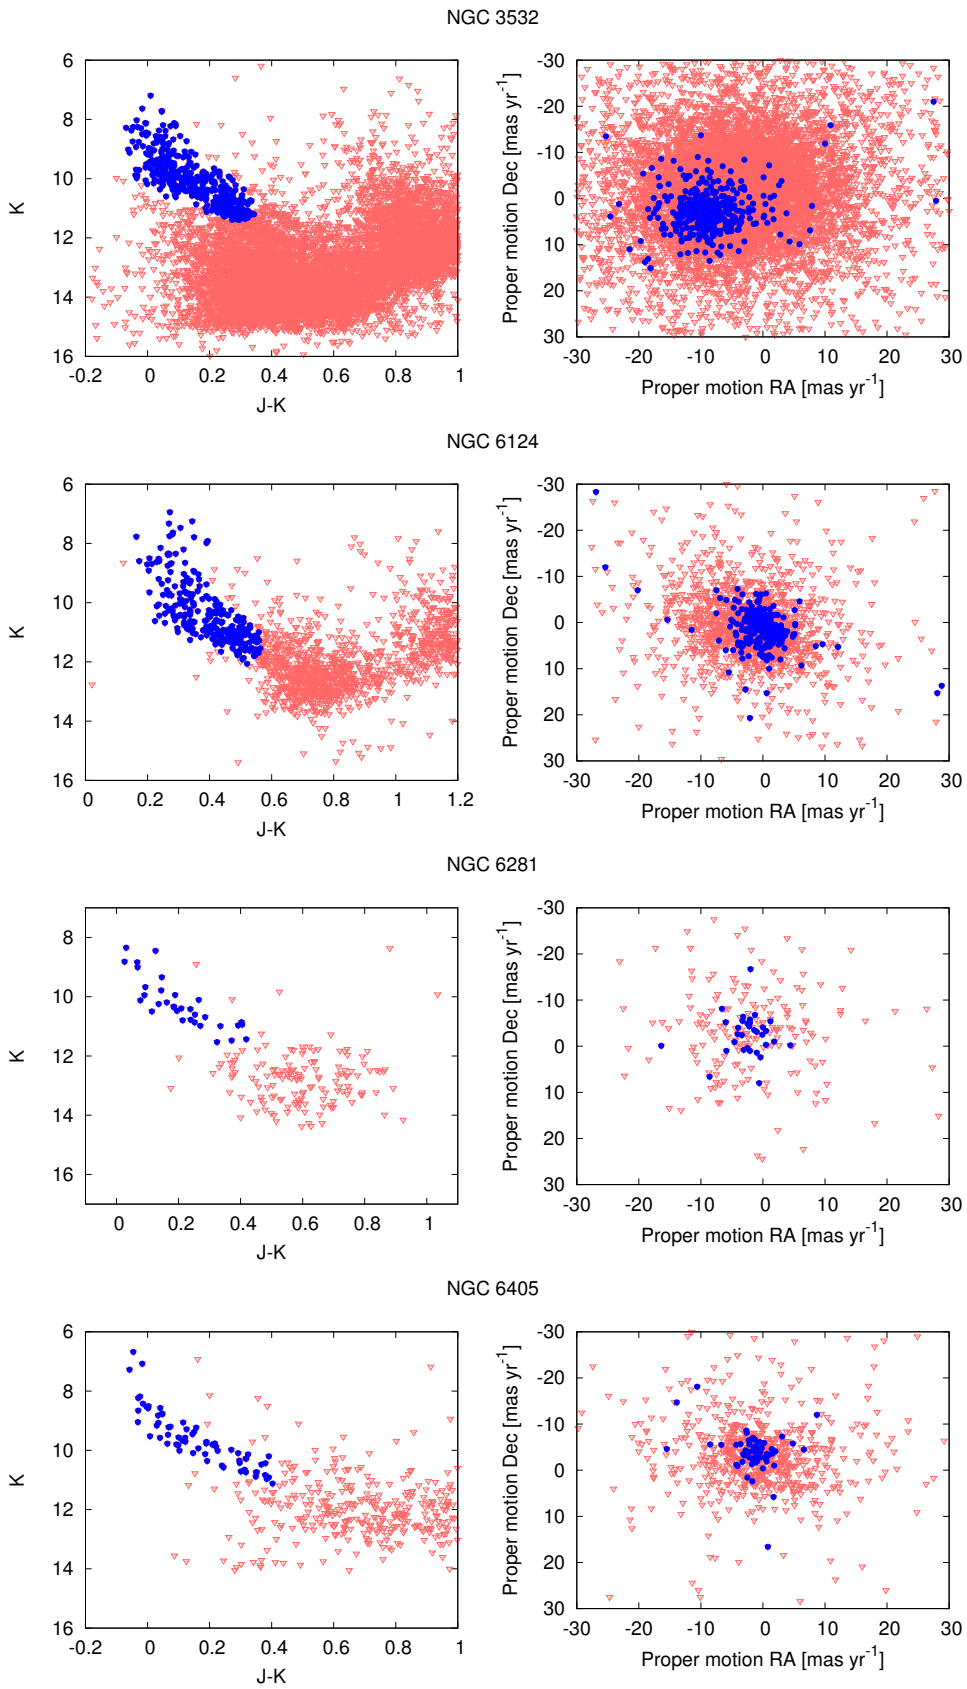 NGC 3532
6
8
10
12
14
16
K
-0.2 0 0.2 0.4 0.6 0.8 1
J-K
-30
-20
-10
0
10
20
30
Proper motion Dec [mas yr-1]
-30 -20 -10 0 10 20 30
Proper motion RA [mas yr-1]
NGC 6124
6
8
10
12
14
16
K
0 0.2 0.4 0.6 0.8 1 1.2
J-K
-30
-20
-10
0
10
20
30
Proper motion Dec [mas yr-1]
-30 -20 -10 0 10 20 30
Proper motion RA [mas yr-1]
NGC 6281
8
10
12
14
16
K
0 0.2 0.4 0.6 0.8 1
J-K
-30
-20
-10
0
10
20
30
Proper motion Dec [mas yr-1]
-30 -20 -10 0 10 20 30
Proper motion RA [mas yr-1]
NGC 6405
6
8
10
12
14
16
K
-0.2 0 0.2 0.4 0.6 0.8 1
J-K
-30
-20
-10
0
10
20
30
Proper motion Dec [mas yr-1]
-30 -20 -10 0 10 20 30
Proper motion RA [mas yr-1]